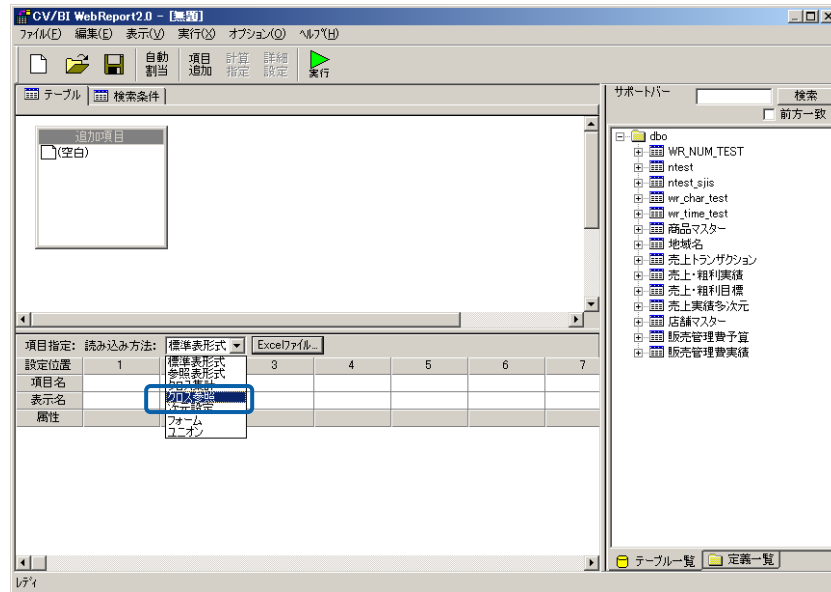 CV/BI WebReport2.0 - [無題]
ﾌｧｲﾙ(F) 編集(E) 表示(V) 実行(X) オプション(O) ﾍﾙﾌﾟ(H)
自動割当 項目追加 計算指定 詳細設定 実行
テーブル 検索条件
追加項目
(空白)
項目指定: 読み込み方法: 標準表形式 Excelファイル...
設定位置 1 3 4 5 6 7
項目名
表示名
属性
標準表形式
参照表形式
クロス集計
クロス参照
次元設定
フォーム
ユニオン
サポートバー 検索
前方一致
dbo
WR_NUM_TEST
ntest
ntest_sjis
wr_char_test
wr_time_test
商品マスター
地域名
売上トランザクション
売上・粗利実績
売上・粗利目標
売上実績多次元
店舗マスター
販売管理費予算
販売管理費実績
テーブル一覧 定義一覧
ﾚﾃﾞｨ